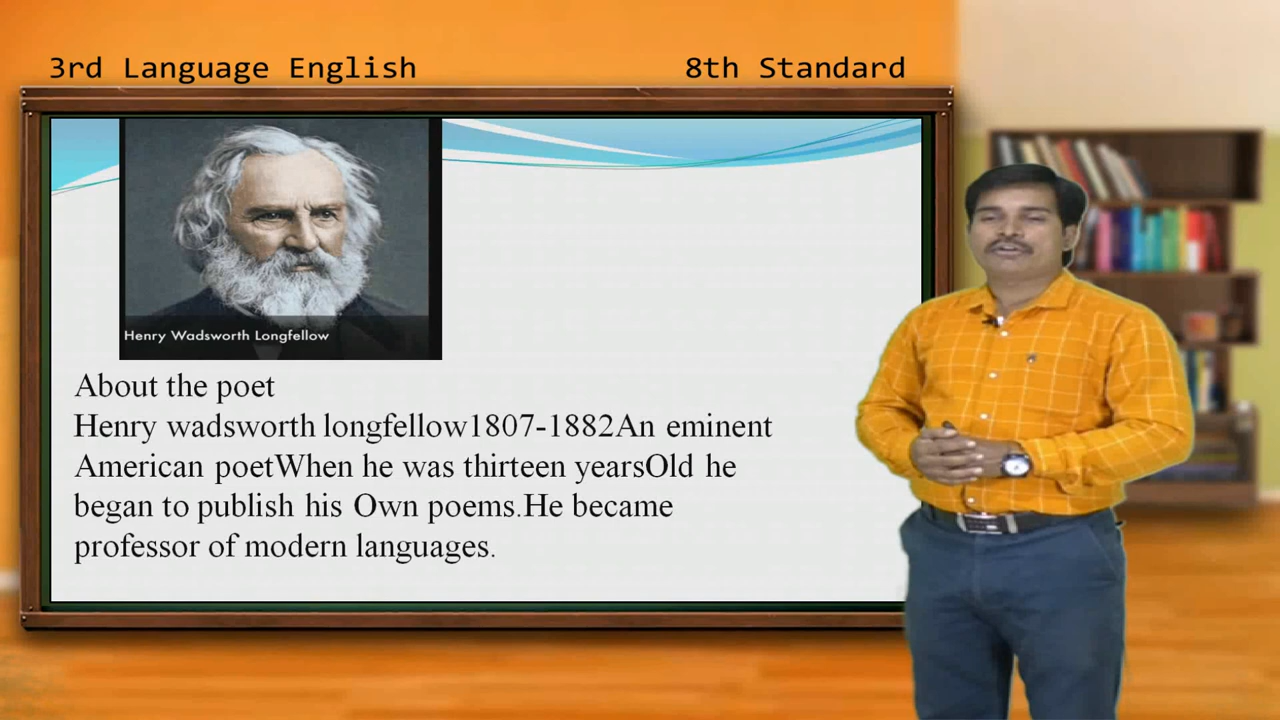 3rd Language English
8th Standard
Henry Wadsworth Longfellow
About the poet
Henry wadsworth longfellow1807-1882An eminent
American poetWhen he was thirteen yearsOld he
began to publish his Own poems.He became
professor of modern languages.